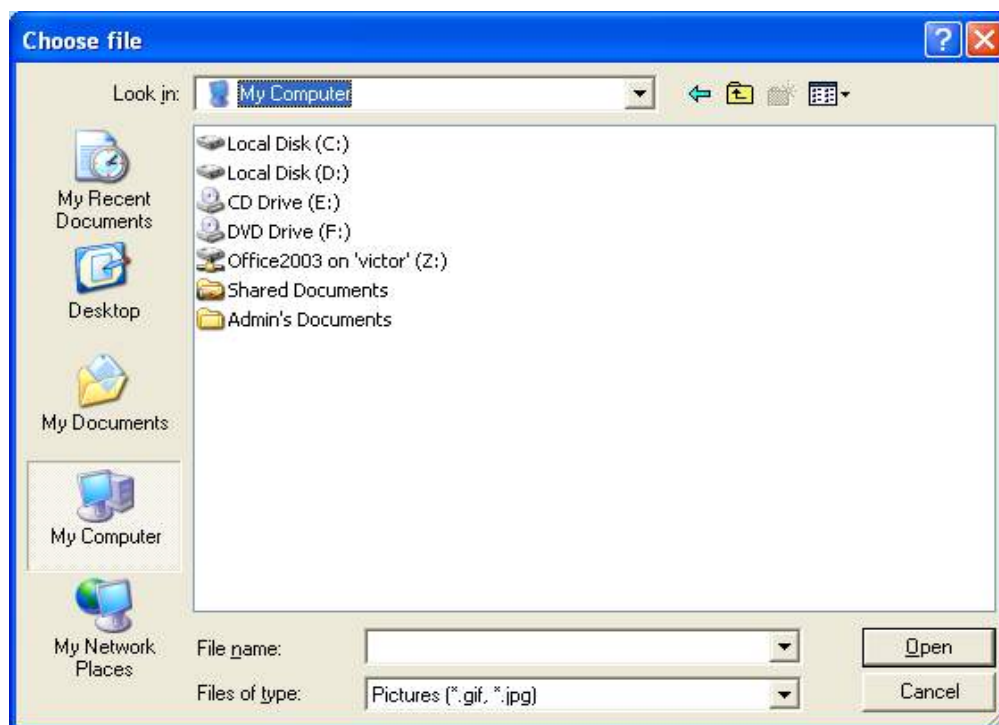 Choose file
Look in:
My Computer
My Recent
Documents
Desktop
My Documents
My Computer
My Network
Places
Local Disk (C:)
Local Disk (D:)
CD Drive (E:)
DVD Drive (F:)
Office2003 on 'victor' (Z:)
Shared Documents
Admin's Documents
File name:
Open
Files of type:
Pictures (*.gif, *.jpg)
Cancel